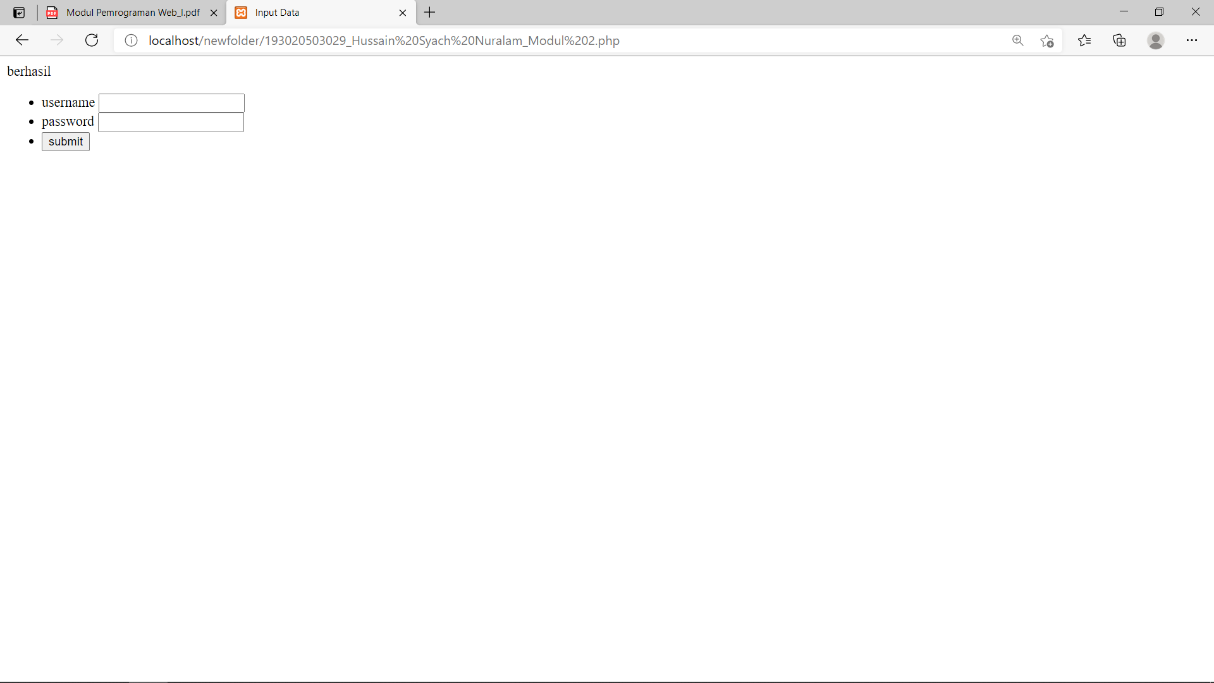 Modul Pemrograman Web_I.pdf
Input Data
localhost/newfolder/193020503029_Hussain%20Syach%20Nuralam_Modul%202.php
berhasil
username
password
submit